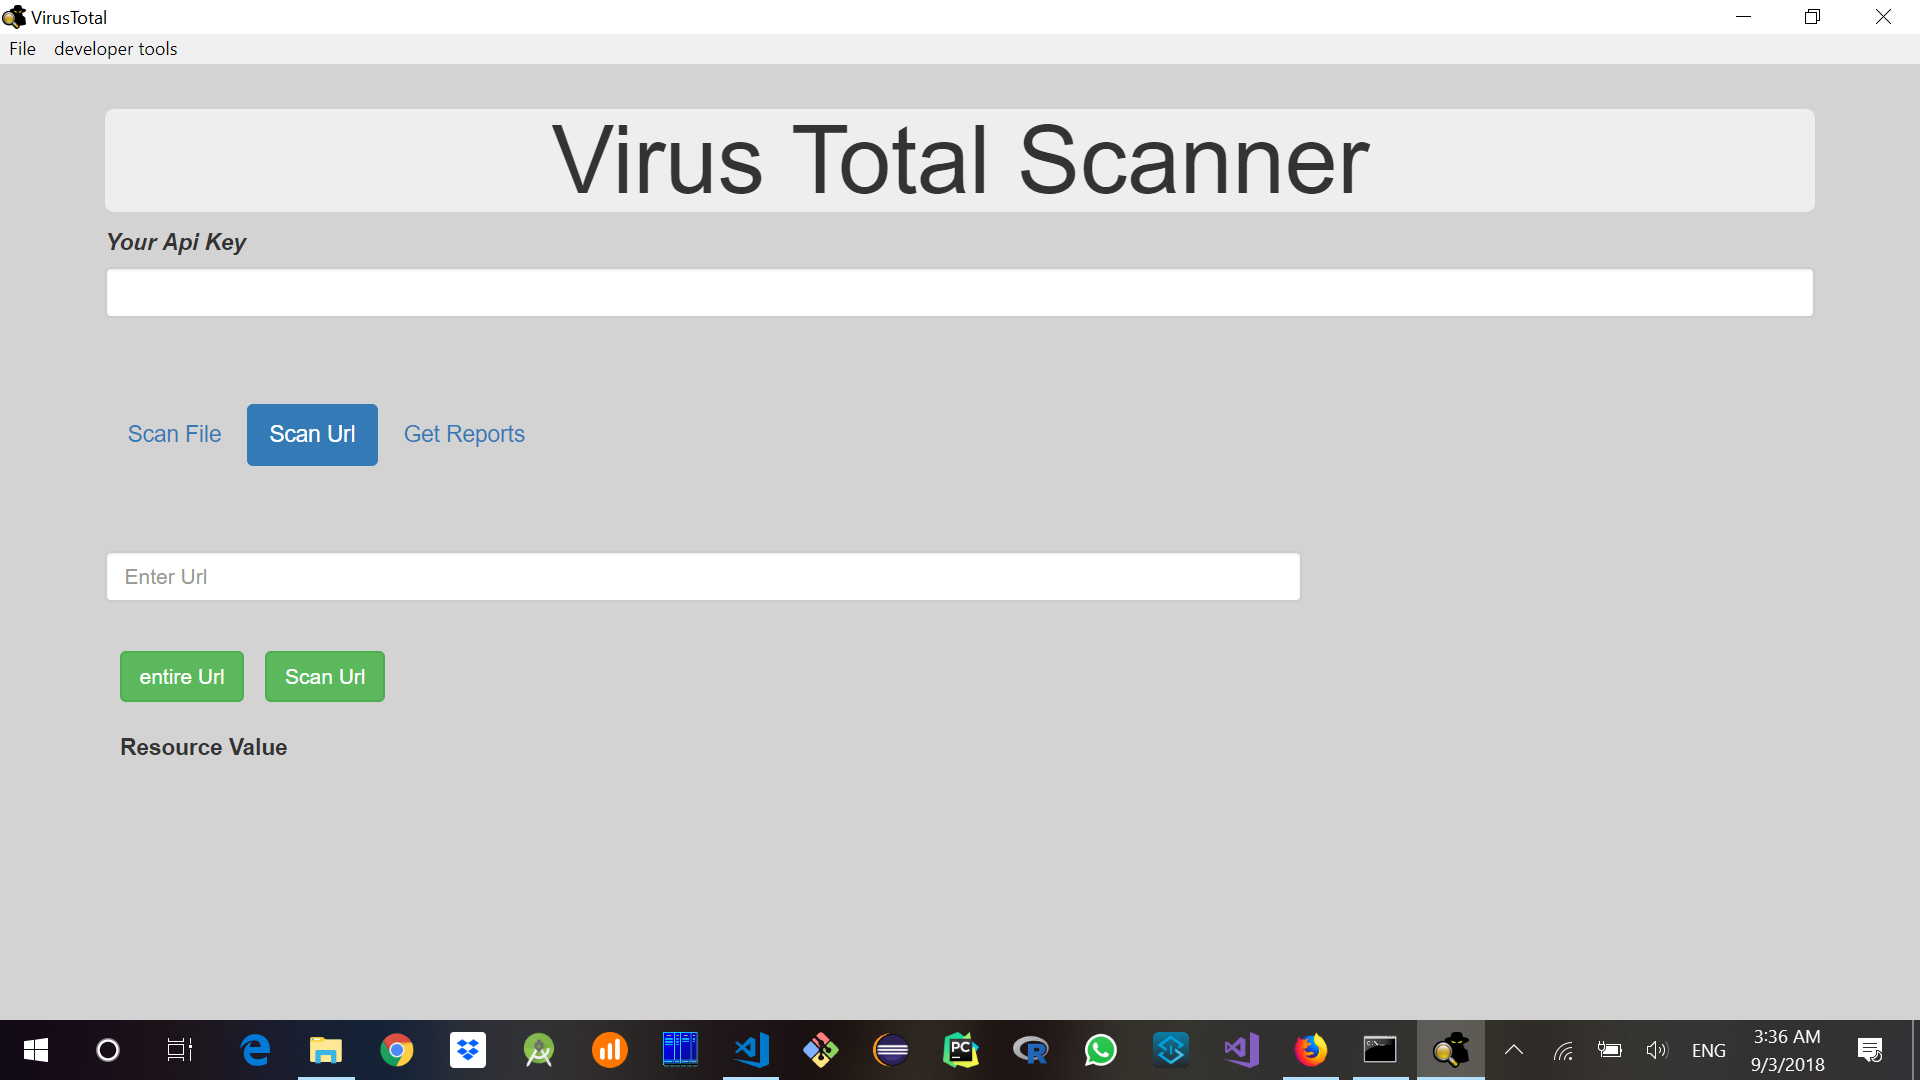 VirusTotal
File developer tools
Virus Total Scanner
Your Api Key
Scan File Scan Url Get Reports
Enter Url
entire Url Scan Url
Resource Value
PC
R
ENG
3:36 AM
9/3/2018